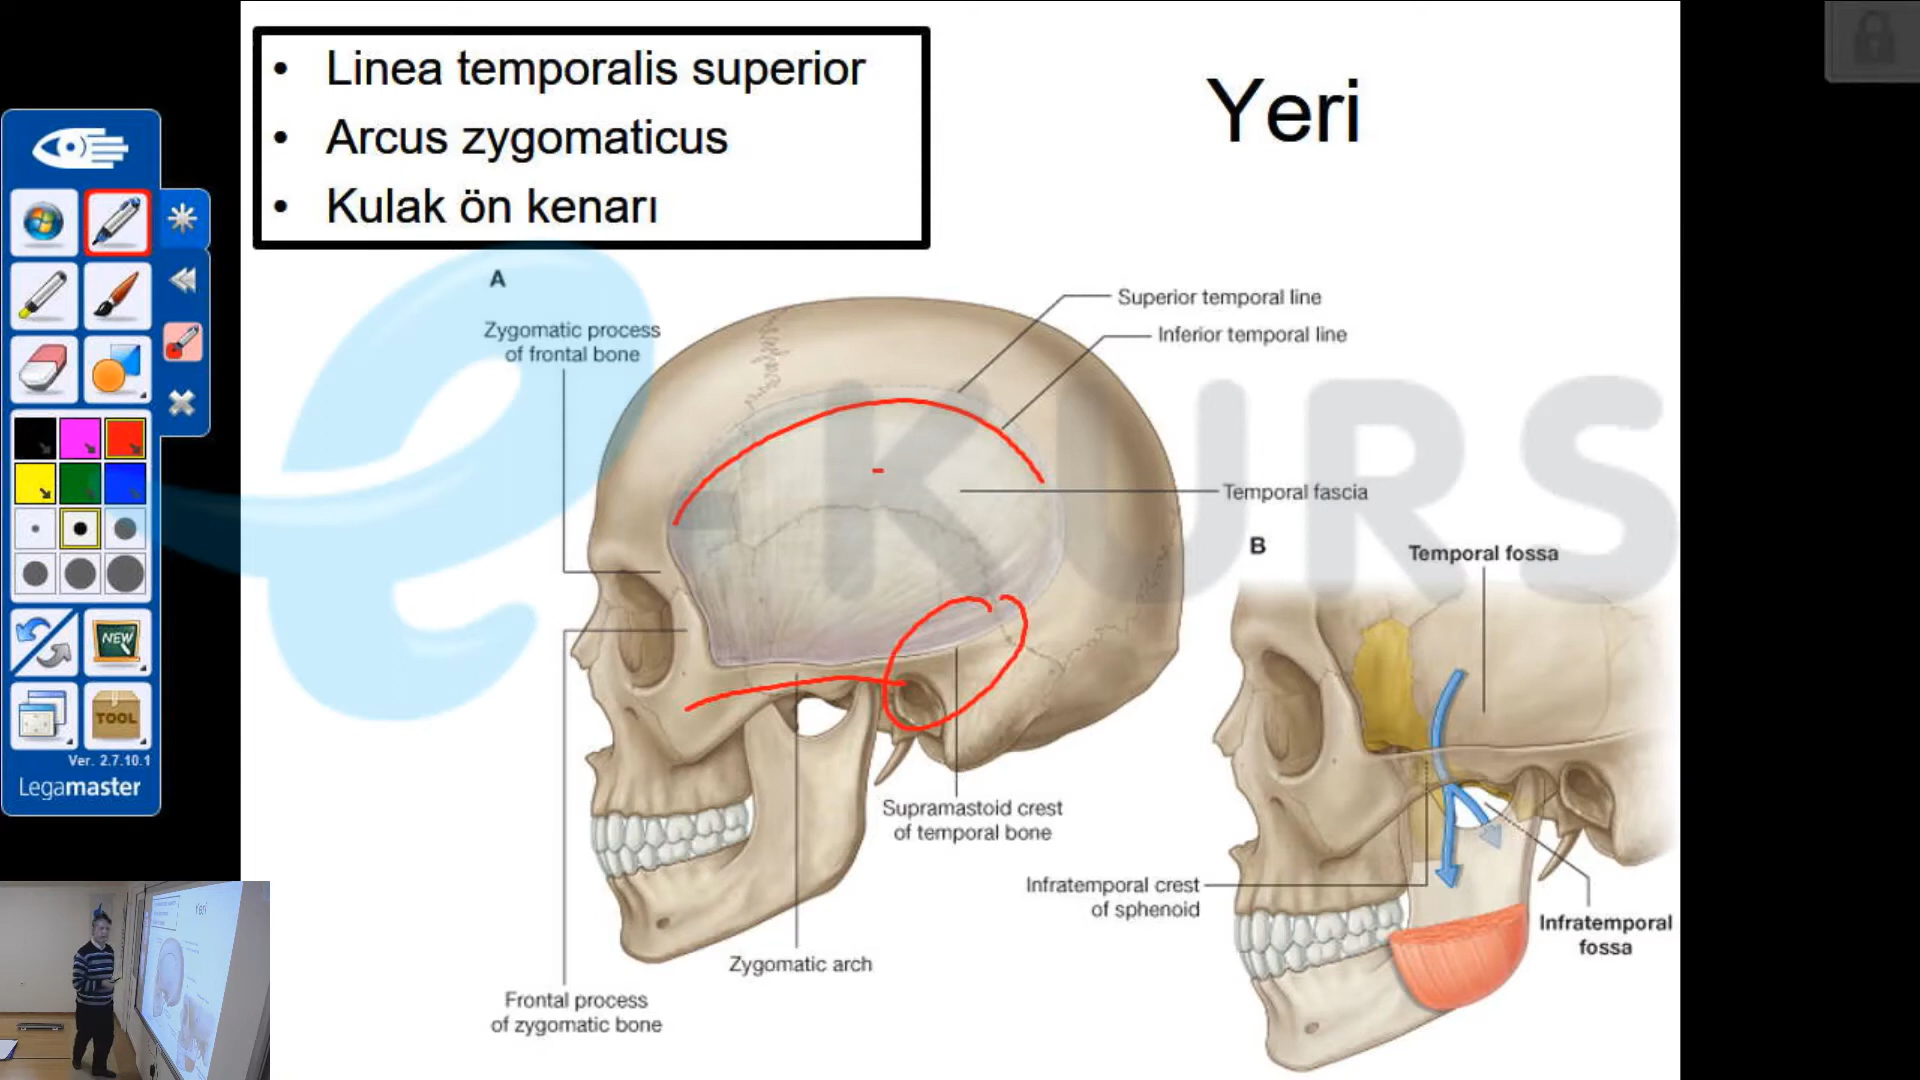 • Linea temporalis superior
• Arcus zygomaticus
• Kulak ön kenarı
Yeri
A
Zygomatic process
of frontal bone
Superior temporal line
Inferior temporal line
Temporal fascia
B
Temporal fossa
Supramastoid crest
of temporal bone
Infratemporal crest
of sphenoid
Infratemporal
fossa
Zygomatic arch
Frontal process
of zygomatic bone
e-KURS
NEW
TOOL
Ver. 2.7.10.1
Legamaster
Yeri